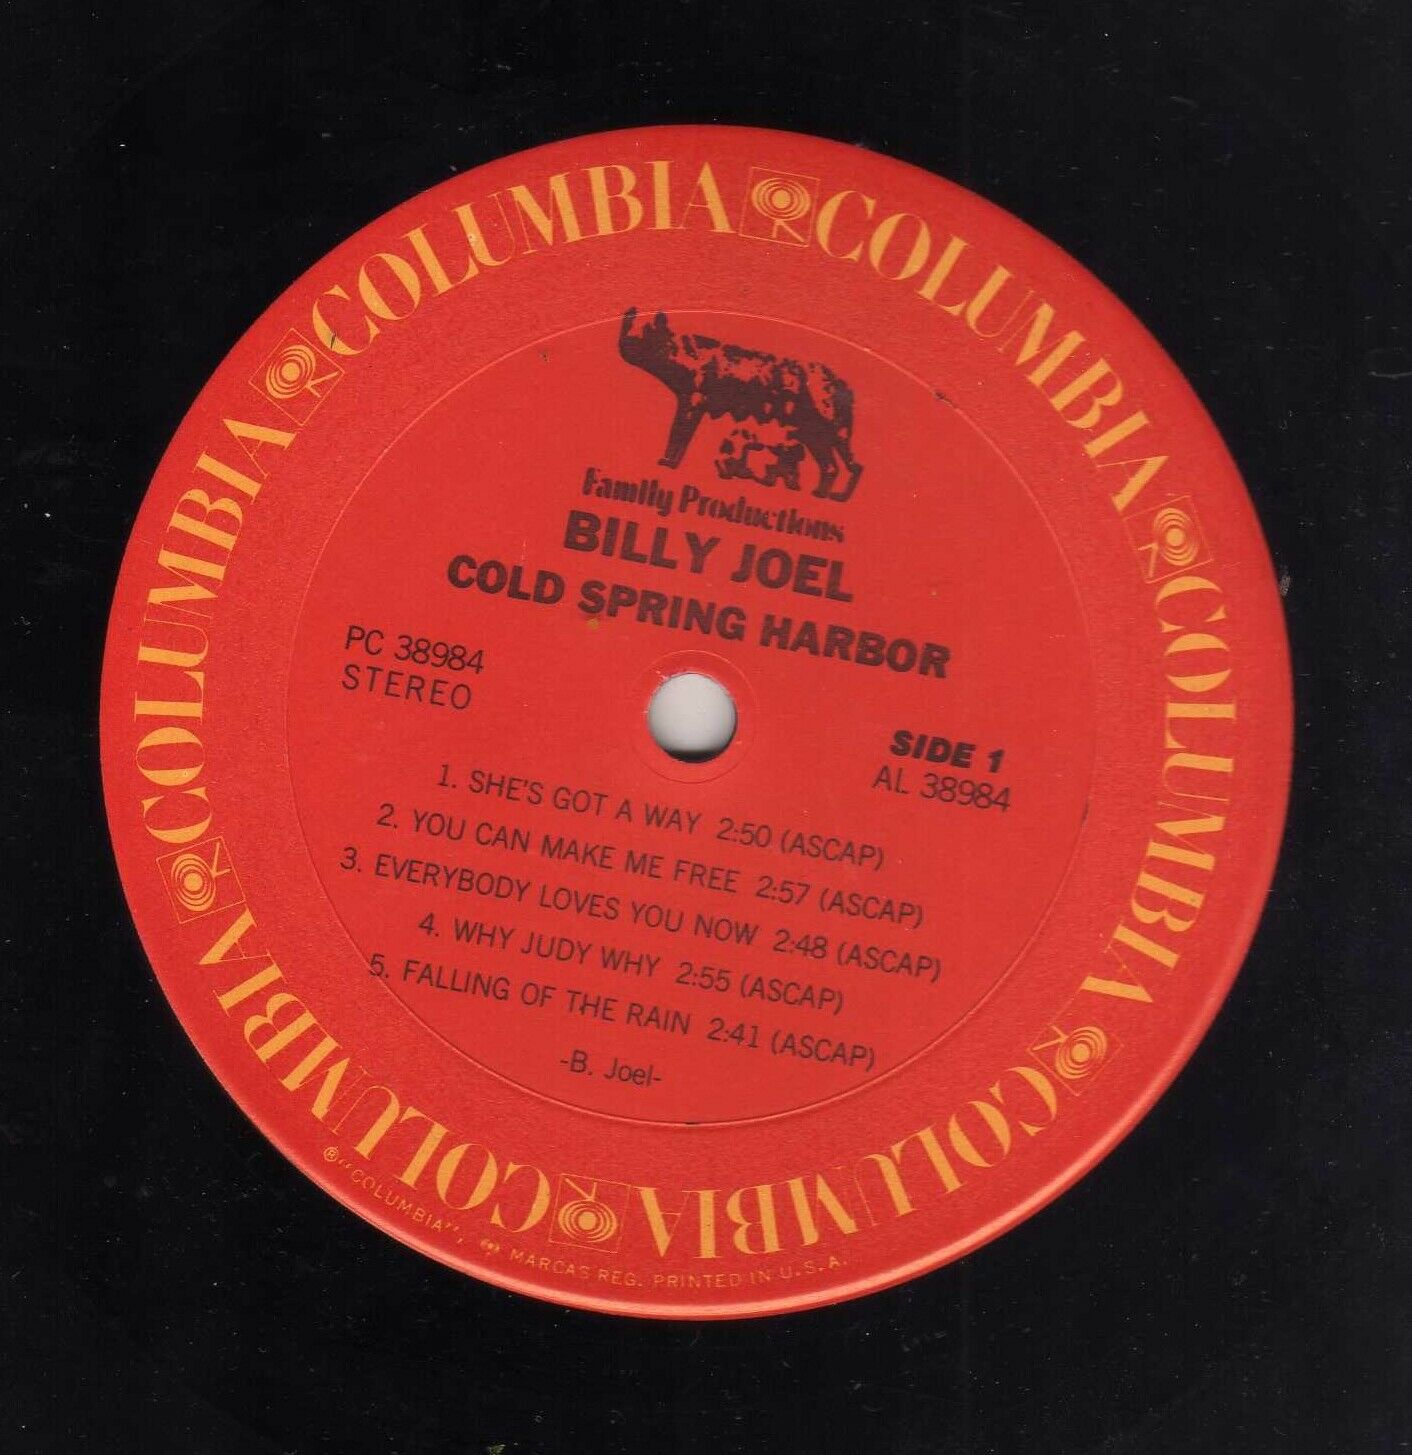 COLUMBIA COLUMBIA COLUMBIA COLUMBIA COLUMBIA COLUMBIA
Family Productions
BILLY JOEL
COLD SPRING HARBOR
PC 38984
STEREO
SIDE 1
AL 38984
1. SHE'S GOT A WAY 2:50 (ASCAP)
2. YOU CAN MAKE ME FREE 2:57 (ASCAP)
3. EVERYBODY LOVES YOU NOW 2:48 (ASCAP)
4. WHY JUDY WHY 2:55 (ASCAP)
5. FALLING OF THE RAIN 2:41 (ASCAP)
-B. Joel-
® "COLUMBIA", MARCAS REG. PRINTED IN U.S.A.